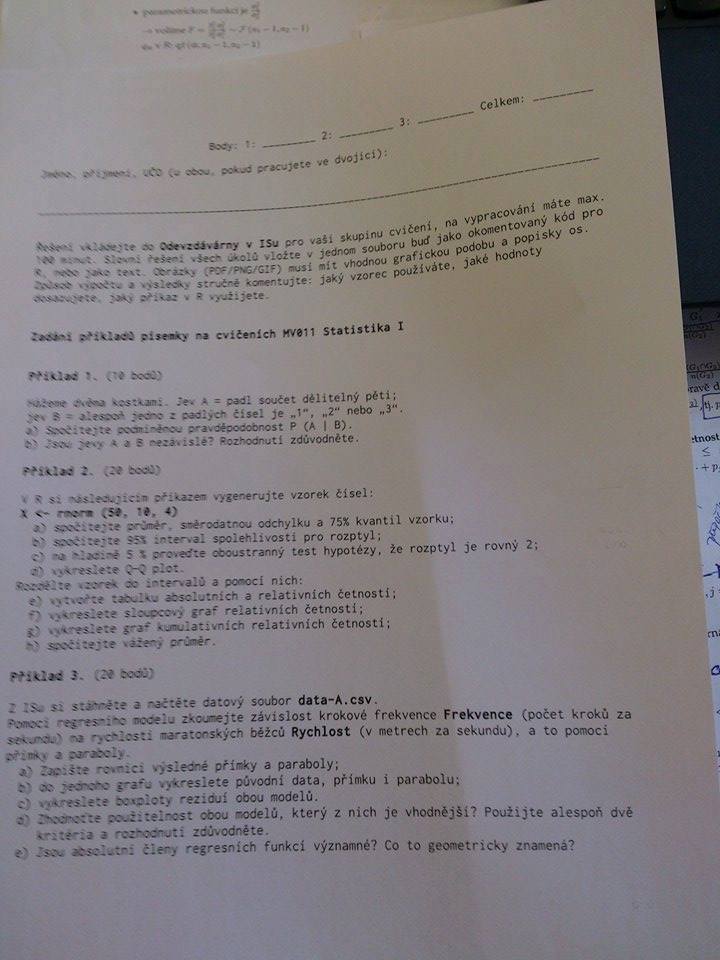 • parametrickou funkcí je
→ volíme F = ~ F(n₁ − 1, n₂ − 1)
v R: qf(α, n₁ − 1, n₂ − 1)
Body: 1: ________ 2: ________ 3: ________ Celkem: ________
Jméno, příjmení, UČO (u obou, pokud pracujete ve dvojici):
Řešení vkládejte do Odevzdávárny v ISu pro vaši skupinu cvičení, na vypracování máte max.
100 minut. Slovní řešení všech úkolů vložte v jednom souboru buď jako okomentovaný kód pro
R, nebo jako text. Obrázky (PDF/PNG/GIF) musí mít vhodnou grafickou podobu a popisky os.
Způsob výpočtu a výsledky stručně komentujte: jaký vzorec používáte, jaké hodnoty
dosazujete, jaký příkaz v R využijete.
Zadání příkladů písemky na cvičeních MV011 Statistika I
Příklad 1. (10 bodů)
Házeme dvěma kostkami. Jev A = padl součet dělitelný pěti;
jev B = alespoň jedno z padlých čísel je „1“, „2“ nebo „3“.
a) Spočítejte podmíněnou pravděpodobnost P (A | B).
b) Jsou jevy A a B nezávislé? Rozhodnutí zdůvodněte.
Příklad 2. (20 bodů)
V R si následujícím příkazem vygenerujte vzorek čísel:
X <- rnorm (50, 10, 4)
a) spočítejte průměr, směrodatnou odchylku a 75% kvantil vzorku;
b) spočítejte 95% interval spolehlivosti pro rozptyl;
c) na hladině 5 % proveďte oboustranný test hypotézy, že rozptyl je rovný 2;
d) vykreslete Q-Q plot.
Rozdělte vzorek do intervalů a pomocí nich:
e) vytvořte tabulku absolutních a relativních četností;
f) vykreslete sloupcový graf relativních četností;
g) vykreslete graf kumulativních relativních četností;
h) spočítejte vážený průměr.
Příklad 3. (20 bodů)
Z ISu si stáhněte a načtěte datový soubor data-A.csv.
Pomocí regresního modelu zkoumejte závislost krokové frekvence Frekvence (počet kroků za
sekundu) na rychlosti maratonských běžců Rychlost (v metrech za sekundu), a to pomocí
přímky a paraboly.
a) Zapište rovnici výsledné přímky a paraboly;
b) do jednoho grafu vykreslete původní data, přímku i parabolu;
c) vykreslete boxploty reziduí obou modelů.
d) Zhodnoťte použitelnost obou modelů, který z nich je vhodnější? Použijte alespoň dvě
kritéria a rozhodnutí zdůvodněte.
e) Jsou absolutní členy regresních funkcí významné? Co to geometricky znamená?